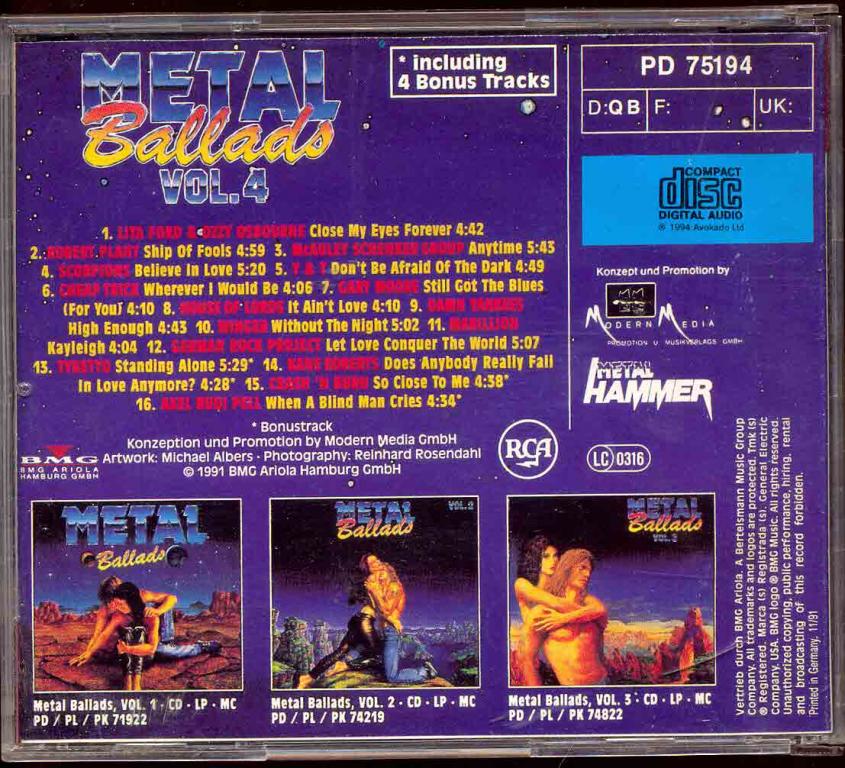 METAL
Ballads
VOL.4
* including
4 Bonus Tracks
PD 75194
D:QB F: UK:
COMPACT
disc
DIGITAL AUDIO
© 1994 Avokado Ltd
1. LITA FORD & OZZY OSBOURNE Close My Eyes Forever 4:42
2. ROBERT PLANT Ship Of Fools 4:59 3. McAULEY SCHENKER GROUP Anytime 5:43
4. SCORPIONS Believe In Love 5:20 5. Y & T Don't Be Afraid Of The Dark 4:49
6. CHEAP TRICK Wherever I Would Be 4:06 7. GARY MOORE Still Got The Blues
(For You) 4:10 8. HOUSE OF LORDS It Ain't Love 4:10 9. DAMN YANKEES
High Enough 4:43 10. WINGER Without The Night 5:02 11. MARILLION
Kayleigh 4:04 12. GERMAN ROCK PROJECT Let Love Conquer The World 5:07
13. TYKETTO Standing Alone 5:29* 14. KANE ROBERTS Does Anybody Really Fall
In Love Anymore? 4:28* 15. CRASH 'N BURN So Close To Me 4:38*
16. AXEL RUDI PELL When A Blind Man Cries 4:34*
* Bonustrack
Konzeption und Promotion by Modern Media GmbH
Artwork: Michael Albers · Photography: Reinhard Rosendahl
© 1991 BMG Ariola Hamburg GmbH
BMG
BMG ARIOLA
HAMBURG GMBH
RCA
Konzept und Promotion by
MM
MODERN MEDIA
PROMOTION U. MUSIKVERLAGS GMBH
METAL
HAMMER
LC 0316
METAL
Ballads
METAL
Ballads
VOL.2
METAL
Ballads
VOL.3
Metal Ballads, VOL. 1 · CD · LP · MC
PD / PL / PK 71922
Metal Ballads, VOL. 2 · CD · LP · MC
PD / PL / PK 74219
Metal Ballads, VOL. 3 · CD · LP · MC
PD / PL / PK 74822
Vertrieb durch BMG Ariola. A Bertelsmann Music Group
Company. All trademarks and logos are protected. Tmk (s)
® Registered. Marca (s) Registrada (s). General Electric
Company, USA. BMG logo ® BMG Music. All rights reserved.
Unauthorized copying, public performance, hiring, rental
and broadcasting of this record forbidden.
Printed in Germany. 11/91